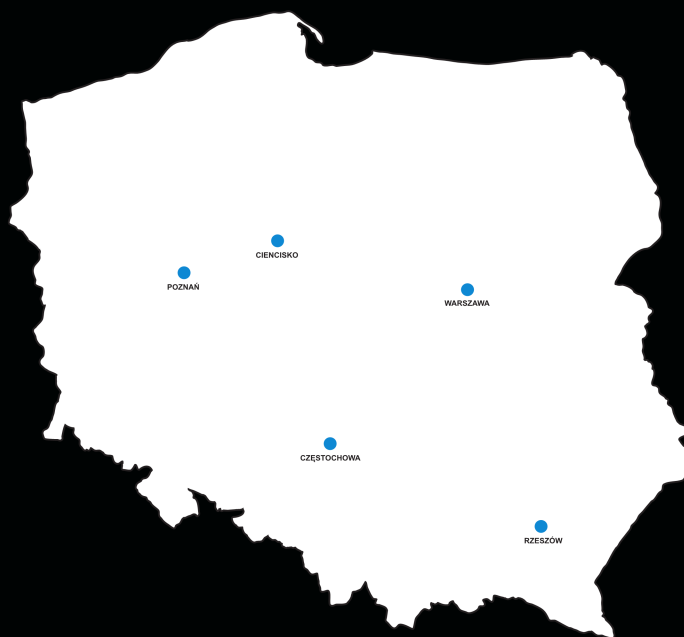 CIENCISKO
POZNAŃ
WARSZAWA
CZĘSTOCHOWA
RZESZÓW